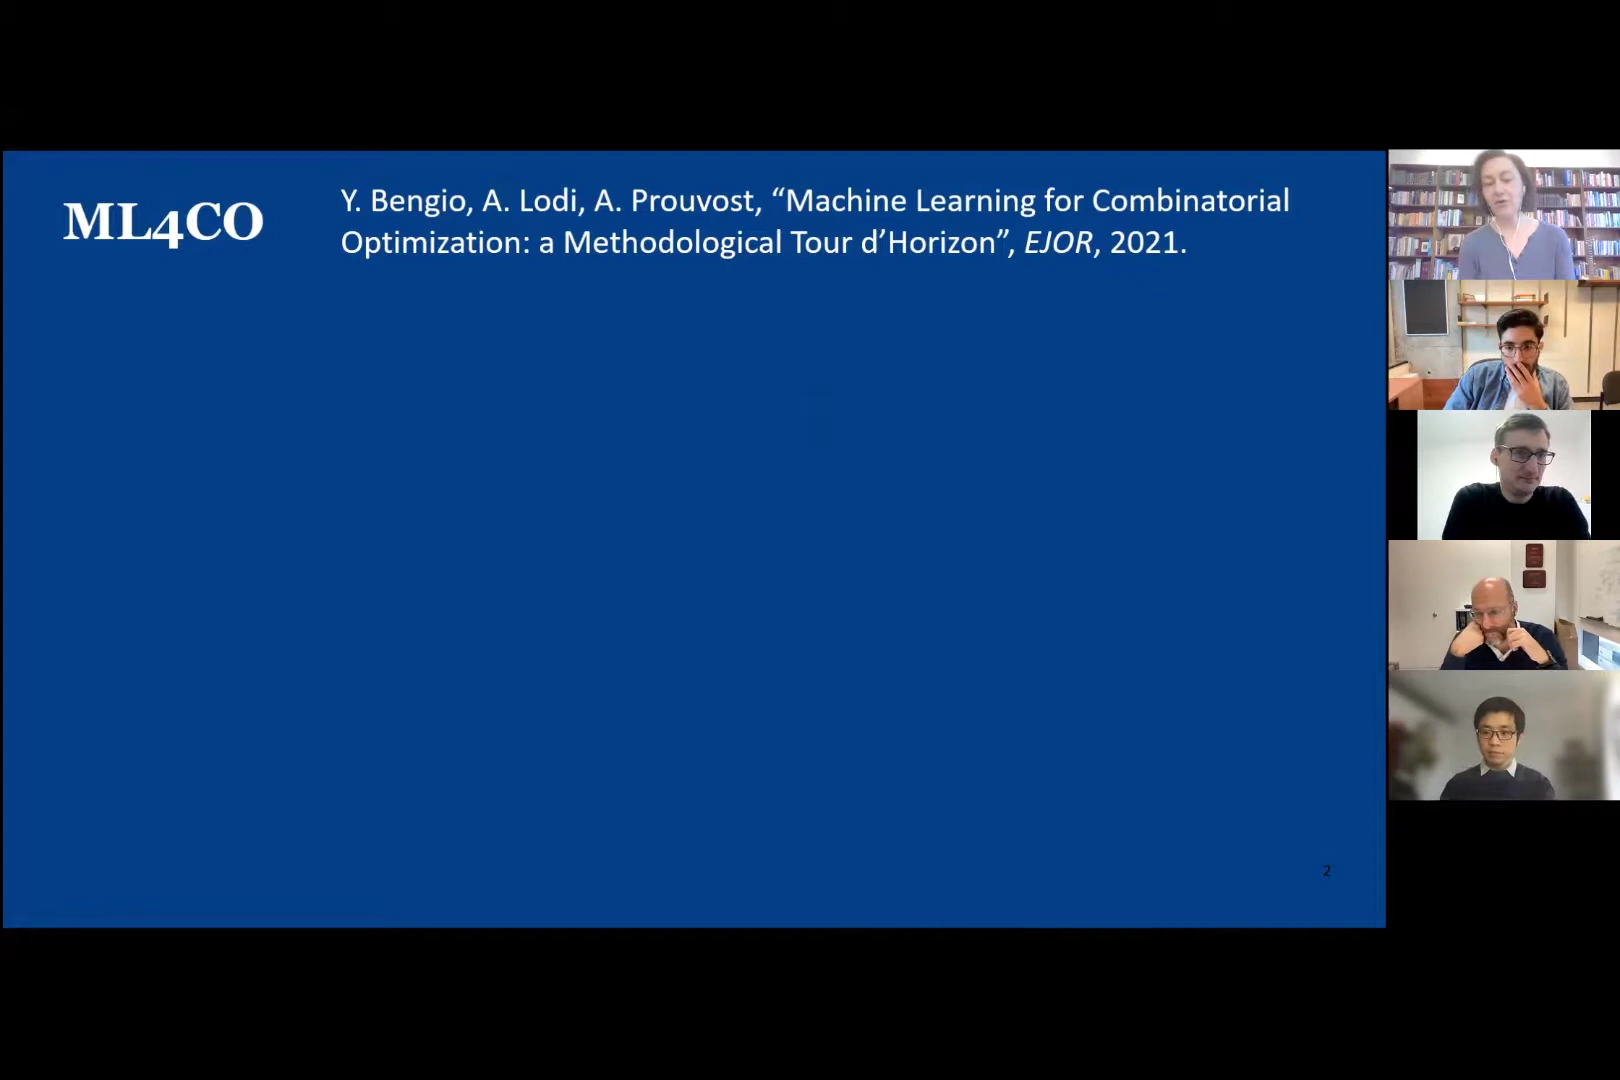 ML4CO
Y. Bengio, A. Lodi, A. Prouvost, “Machine Learning for Combinatorial
Optimization: a Methodological Tour d’Horizon”, EJOR, 2021.
2